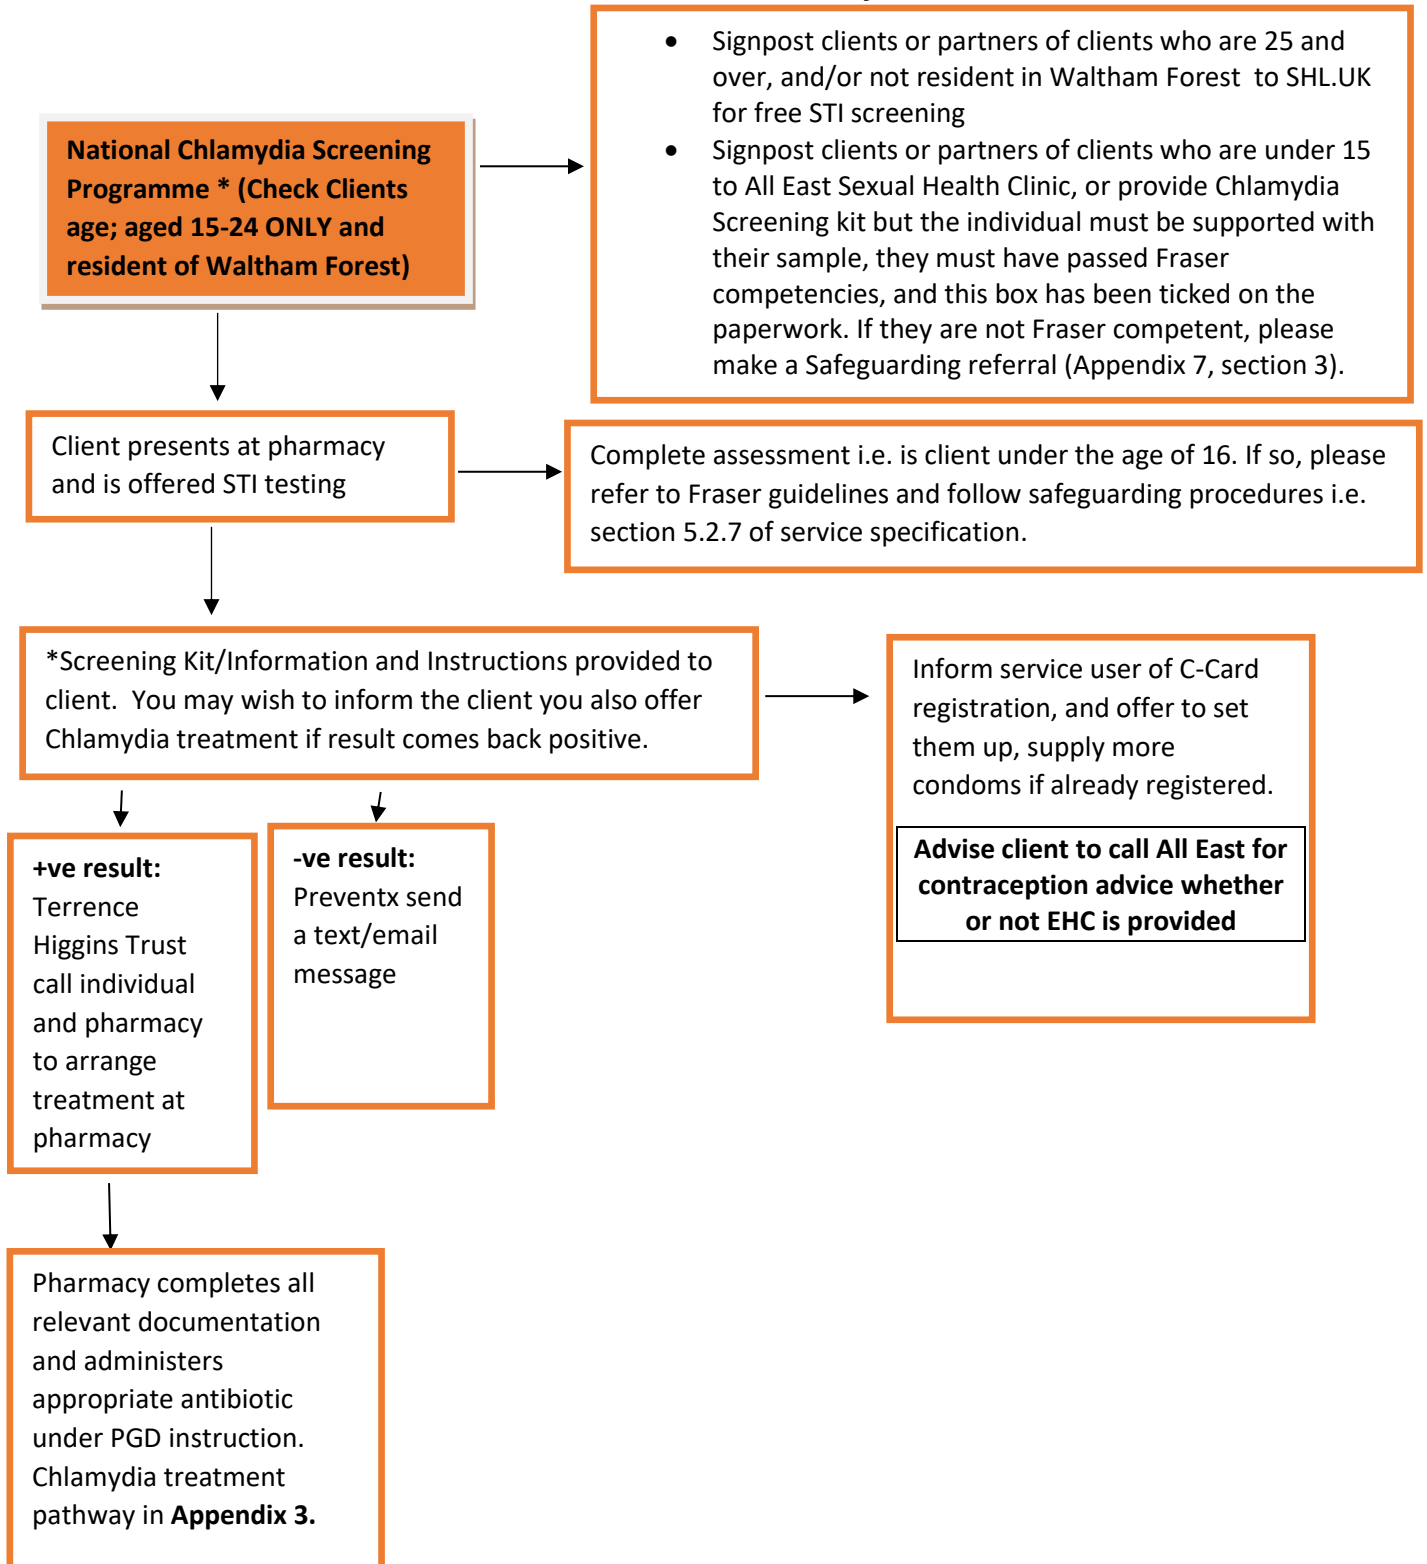 • Signpost clients or partners of clients who are 25 and
over, and/or not resident in Waltham Forest to SHL.UK
for free STI screening
• Signpost clients or partners of clients who are under 15
to All East Sexual Health Clinic, or provide Chlamydia
Screening kit but the individual must be supported with
their sample, they must have passed Fraser
competencies, and this box has been ticked on the
paperwork. If they are not Fraser competent, please
make a Safeguarding referral (Appendix 7, section 3).
National Chlamydia Screening
Programme * (Check Clients
age; aged 15-24 ONLY and
resident of Waltham Forest)
Client presents at pharmacy
and is offered STI testing
Complete assessment i.e. is client under the age of 16. If so, please
refer to Fraser guidelines and follow safeguarding procedures i.e.
section 5.2.7 of service specification.
*Screening Kit/Information and Instructions provided to
client. You may wish to inform the client you also offer
Chlamydia treatment if result comes back positive.
Inform service user of C-Card
registration, and offer to set
them up, supply more
condoms if already registered.
Advise client to call All East for
contraception advice whether
or not EHC is provided
+ve result:
Terrence
Higgins Trust
call individual
and pharmacy
to arrange
treatment at
pharmacy
-ve result:
Preventx send
a text/email
message
Pharmacy completes all
relevant documentation
and administers
appropriate antibiotic
under PGD instruction.
Chlamydia treatment
pathway in Appendix 3.